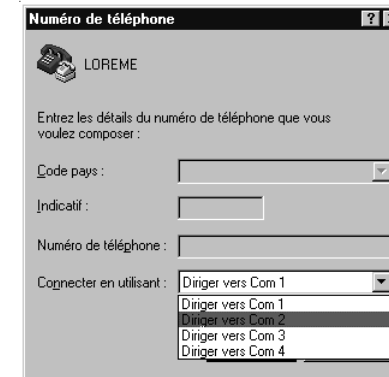 Numéro de téléphone ?
LOREME
Entrez les détails du numéro de téléphone que vous
voulez composer :
Code pays :
Indicatif :
Numéro de téléphone :
Connecter en utilisant : Diriger vers Com 1
Diriger vers Com 1
Diriger vers Com 2
Diriger vers Com 3
Diriger vers Com 4